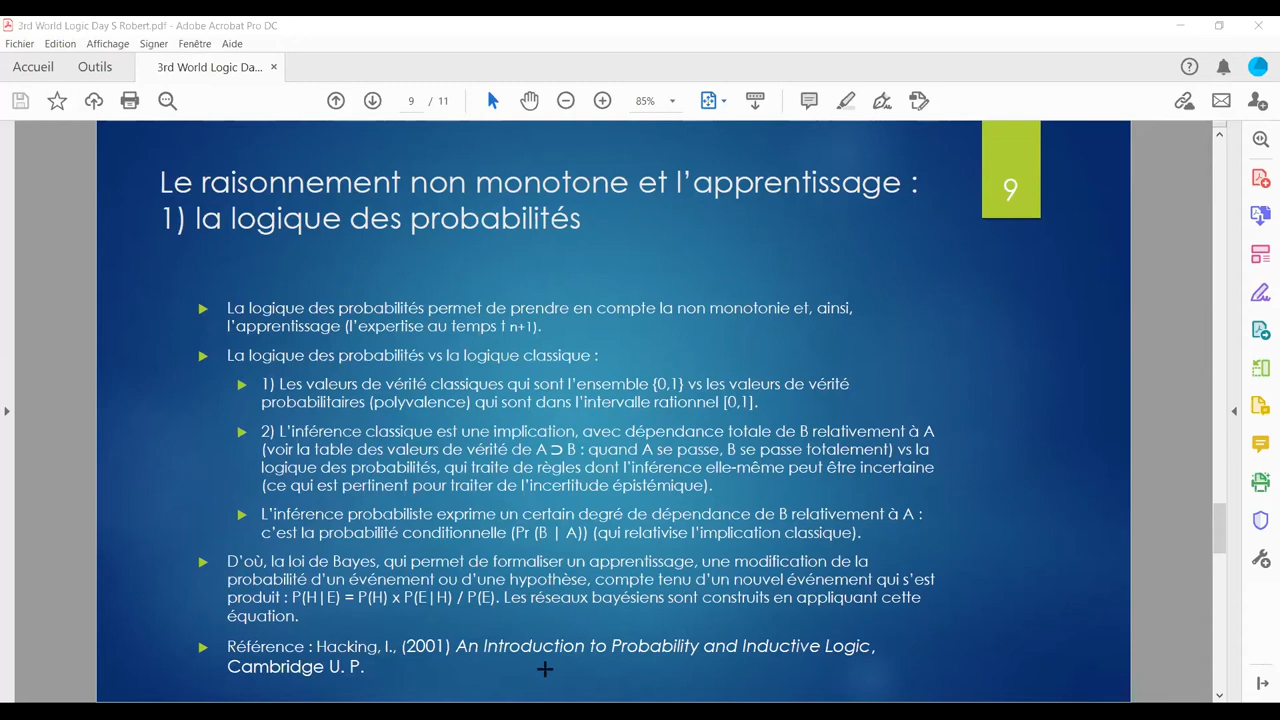 3rd World Logic Day S Robert.pdf - Adobe Acrobat Pro DC
Fichier Edition Affichage Signer Fenêtre Aide
Accueil Outils 3rd World Logic Da... ×
9 / 11 85%
Le raisonnement non monotone et l’apprentissage :
1) la logique des probabilités
9
La logique des probabilités permet de prendre en compte la non monotonie et, ainsi,
l’apprentissage (l’expertise au temps t n+1).
La logique des probabilités vs la logique classique :
1) Les valeurs de vérité classiques qui sont l’ensemble {0,1} vs les valeurs de vérité
probabilitaires (polyvalence) qui sont dans l’intervalle rationnel [0,1].
2) L’inférence classique est une implication, avec dépendance totale de B relativement à A
(voir la table des valeurs de vérité de A ⊃ B : quand A se passe, B se passe totalement) vs la
logique des probabilités, qui traite de règles dont l’inférence elle-même peut être incertaine
(ce qui est pertinent pour traiter de l’incertitude épistémique).
L’inférence probabiliste exprime un certain degré de dépendance de B relativement à A :
c’est la probabilité conditionnelle (Pr (B | A)) (qui relativise l’implication classique).
D’où, la loi de Bayes, qui permet de formaliser un apprentissage, une modification de la
probabilité d’un événement ou d’une hypothèse, compte tenu d’un nouvel événement qui s’est
produit : P(H|E) = P(H) x P(E|H) / P(E). Les réseaux bayésiens sont construits en appliquant cette
équation.
Référence : Hacking, I., (2001) An Introduction to Probability and Inductive Logic,
Cambridge U. P.